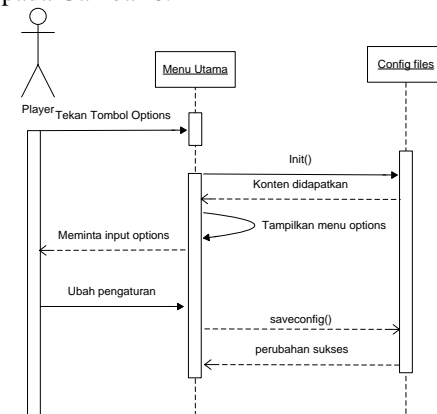 Menu Utama
Config files
Player
Tekan Tombol Options
Init()
Konten didapatkan
Tampilkan menu options
Meminta input options
Ubah pengaturan
saveconfig()
perubahan sukses